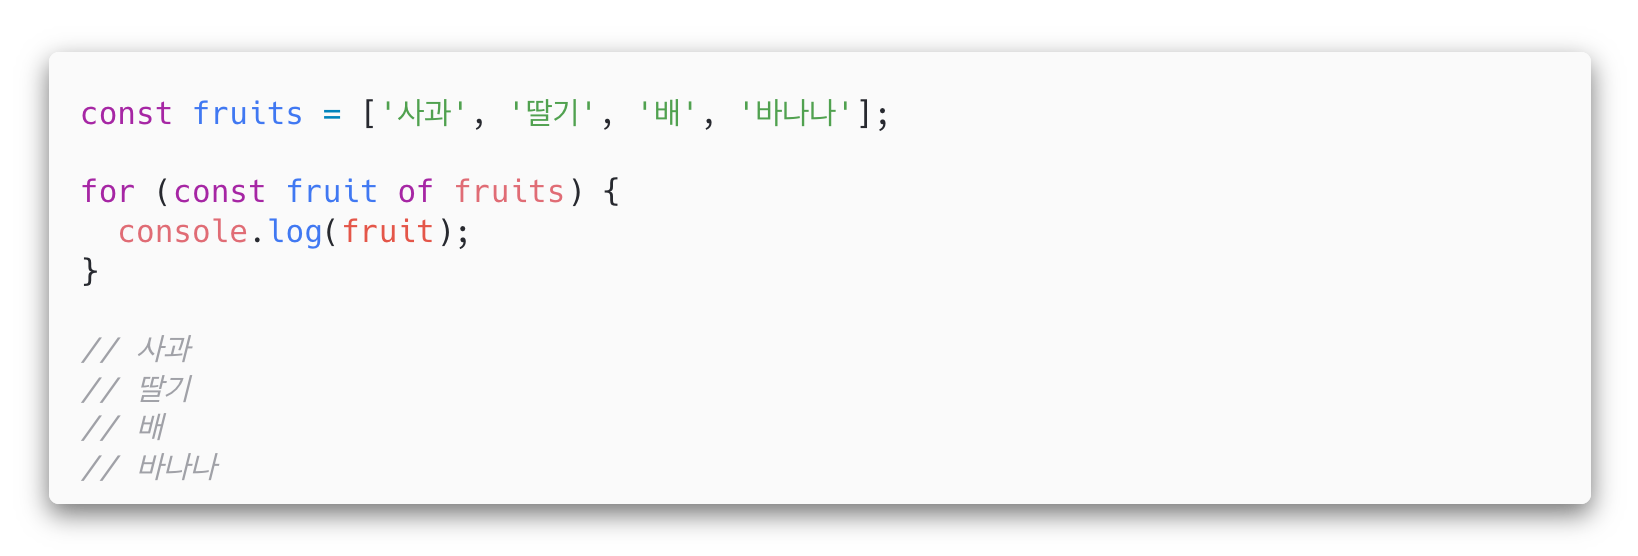 const fruits = ['사과', '딸기', '배', '바나나'];
for (const fruit of fruits) {
  console.log(fruit);
}
// 사과
// 딸기
// 배
// 바나나